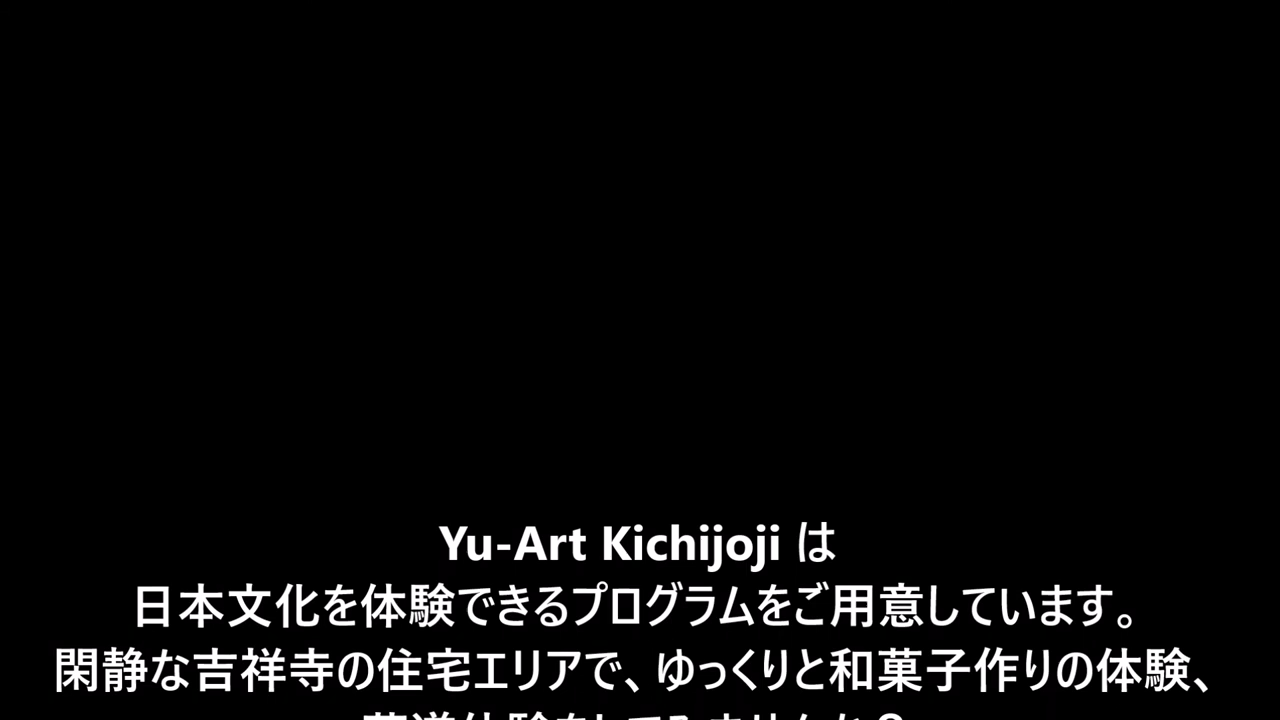 Yu-Art Kichijoji は
日本文化を体験できるプログラムをご用意しています。
閑静な吉祥寺の住宅エリアで、ゆっくりと和菓子作りの体験、